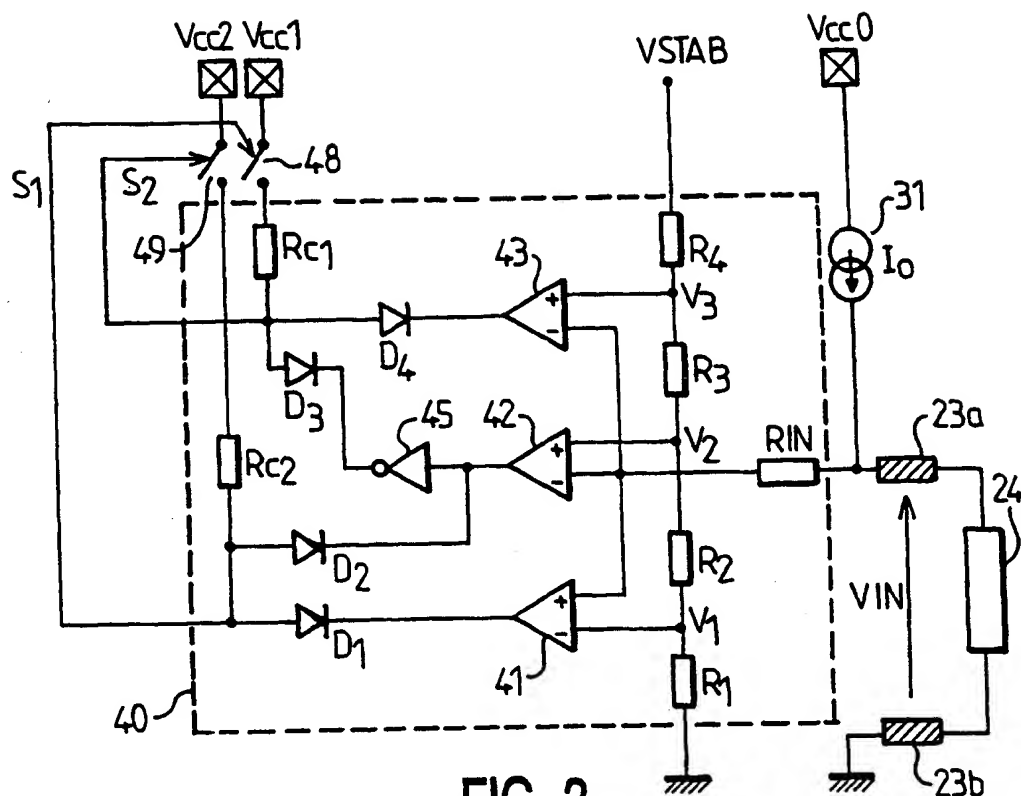 Vcc2 Vcc1
VSTAB
Vcc0
S1
S2
48
49
Rc1
43
+
-
R4
V3
31
Io
D4
R3
D3
45
42
+
-
V2
RIN
23a
24
Rc2
D2
R2
VIN
D1
+
-
41
V1
R1
40
23b
FIG. 2